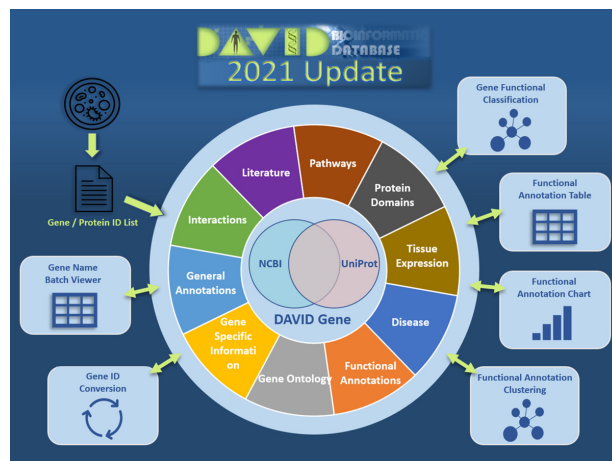 DAVID BIOINFORMATIC
DATABASE
2021 Update
Gene / Protein ID List
Gene Name
Batch Viewer
Gene ID
Conversion
Gene Functional
Classification
Functional
Annotation Table
Functional
Annotation Chart
Functional Annotation
Clustering
Literature
Pathways
Protein
Domains
Tissue
Expression
Disease
Functional
Annotations
Gene Ontology
Gene
Specific
Informati
on
General
Annotations
Interactions
NCBI
UniProt
DAVID Gene